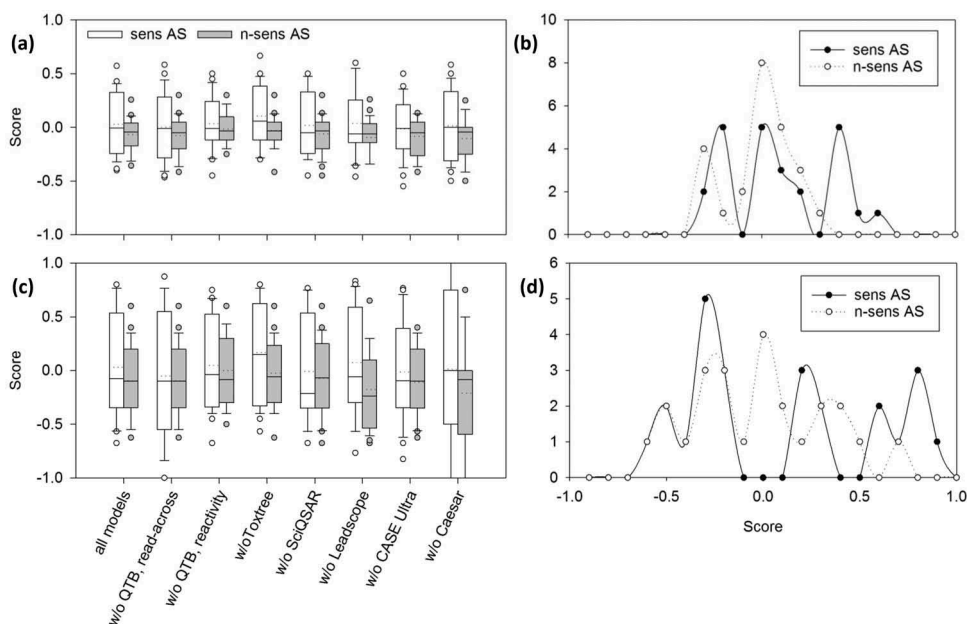 (a)
1.0
0.5
0.0
-0.5
-1.0
Score
sens AS
n-sens AS
(b)
10
8
6
4
2
0
sens AS
n-sens AS
(c)
1.0
0.5
0.0
-0.5
-1.0
Score
all models
w/o QTB, read-across
w/o QTB, reactivity
w/oToxtree
w/o SciQSAR
w/o Leadscope
w/o CASE Ultra
w/o Caesar
(d)
6
5
4
3
2
1
0
sens AS
n-sens AS
-1.0 -0.5 0.0 0.5 1.0
Score